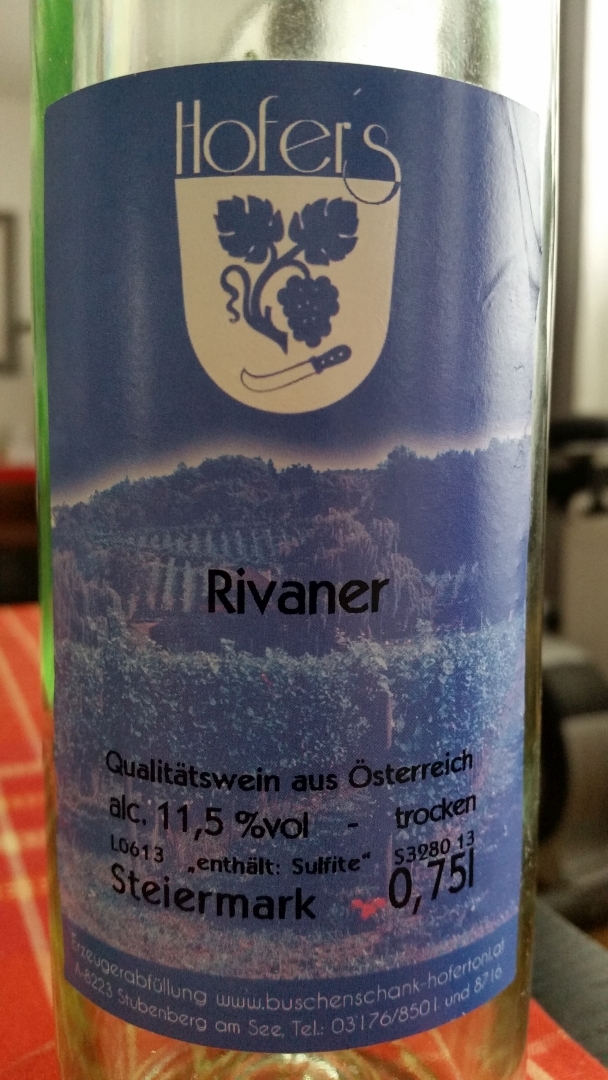 Hofer's
Rivaner
Qualitätswein aus Österreich
alc. 11,5 %vol - trocken
L0613 „enthält: Sulfite“ S3280 13
Steiermark 0,75l
Erzeugerabfüllung www.buschenschank-hofertoni.at
A-8223 Stubenberg am See, Tel.: 03176/8501 und 8716